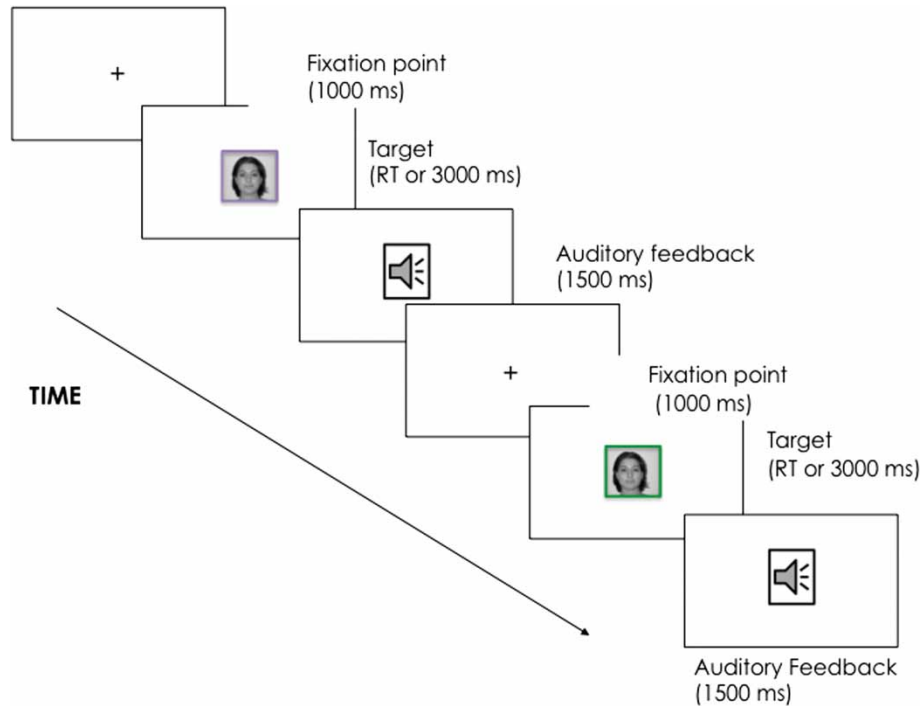 +
Fixation point
(1000 ms)
Target
(RT or 3000 ms)
Auditory feedback
(1500 ms)
+
TIME
Fixation point
(1000 ms)
Target
(RT or 3000 ms)
Auditory Feedback
(1500 ms)